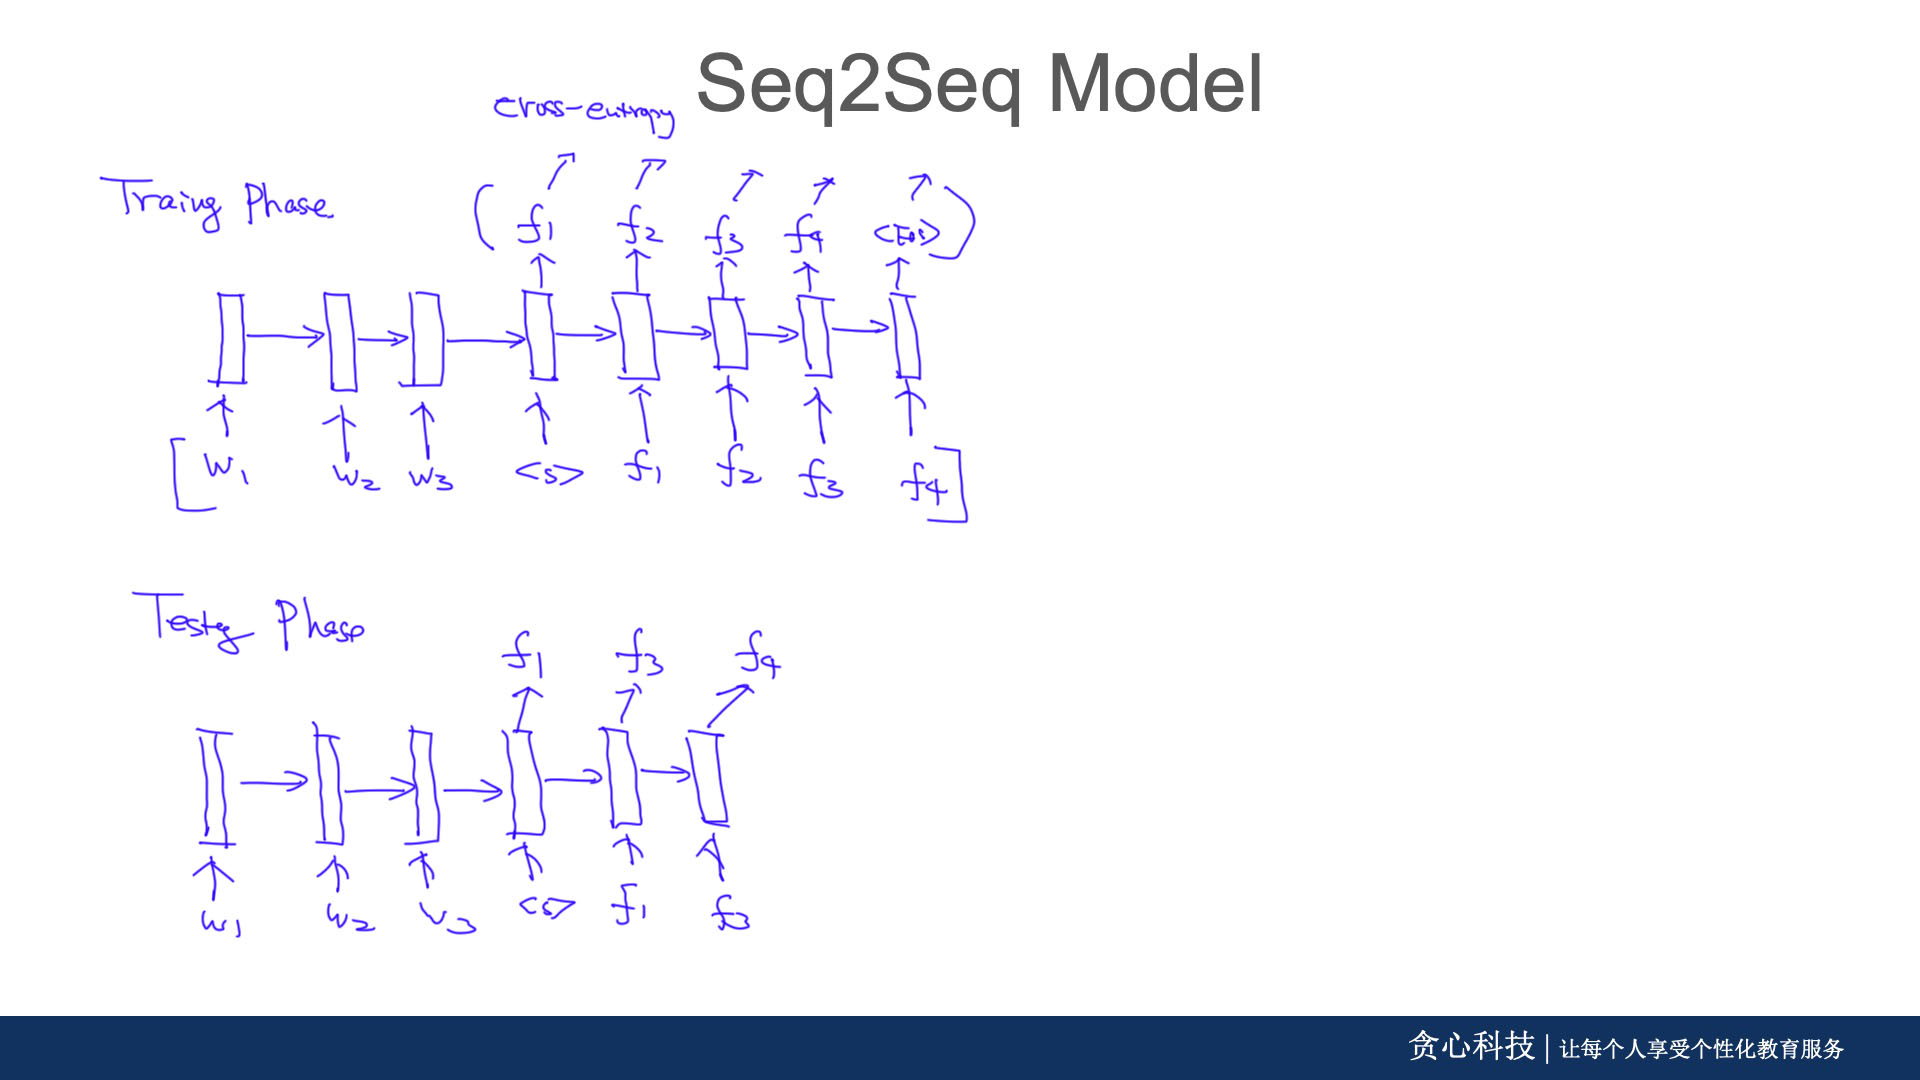 Seq2Seq Model
cross-entropy
Traing Phase
f1 f2 f3 f4 <EOS>
w1 w2 w3 <s> f1 f2 f3 f4
Testg Phase
f1 f3 f4
w1 w2 w3 <s> f1 f3
贪心科技 | 让每个人享受个性化教育服务